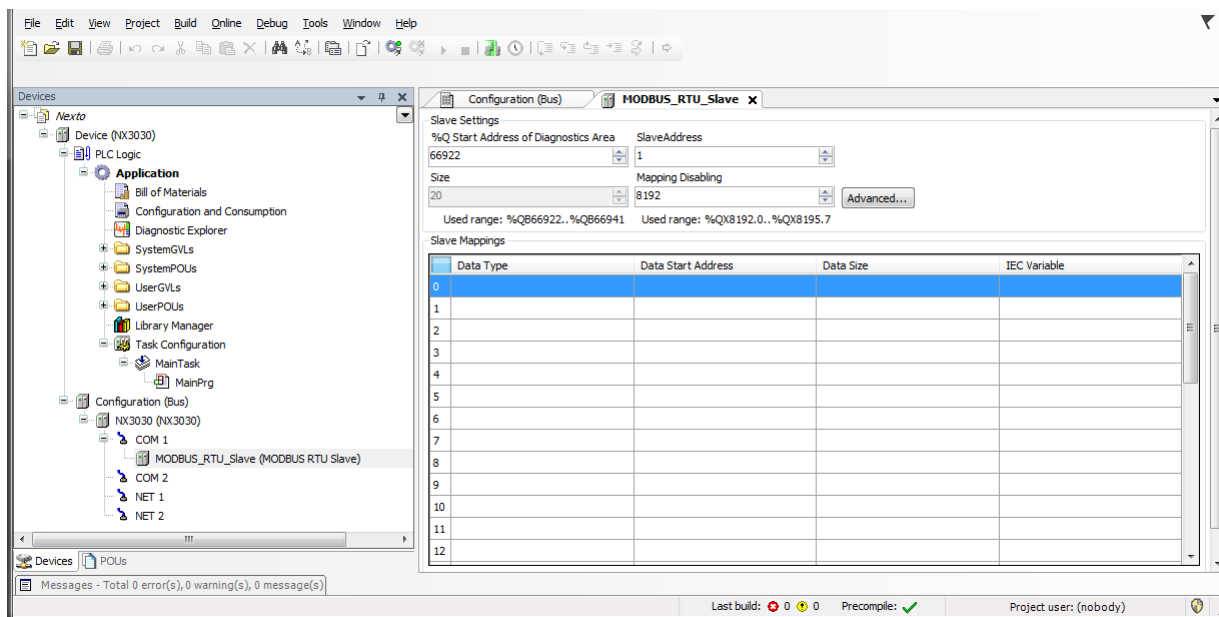 File Edit View Project Build Online Debug Tools Window Help
Devices
Nexto
Device (NX3030)
PLC Logic
Application
Bill of Materials
Configuration and Consumption
Diagnostic Explorer
SystemGVLs
SystemPOUs
UserGVLs
UserPOUs
Library Manager
Task Configuration
MainTask
MainPrg
Configuration (Bus)
NX3030 (NX3030)
COM 1
MODBUS_RTU_Slave (MODBUS RTU Slave)
COM 2
NET 1
NET 2
Devices POUs
Configuration (Bus) MODBUS_RTU_Slave
Slave Settings
%Q Start Address of Diagnostics Area SlaveAddress
66922 1
Size Mapping Disabling
20 8192 Advanced...
Used range: %QB66922..%QB66941 Used range: %QX8192.0..%QX8195.7
Slave Mappings
Data Type Data Start Address Data Size IEC Variable
0
1
2
3
4
5
6
7
8
9
10
11
12
Messages - Total 0 error(s), 0 warning(s), 0 message(s)
Last build: 0 0 Precompile: Project user: (nobody)